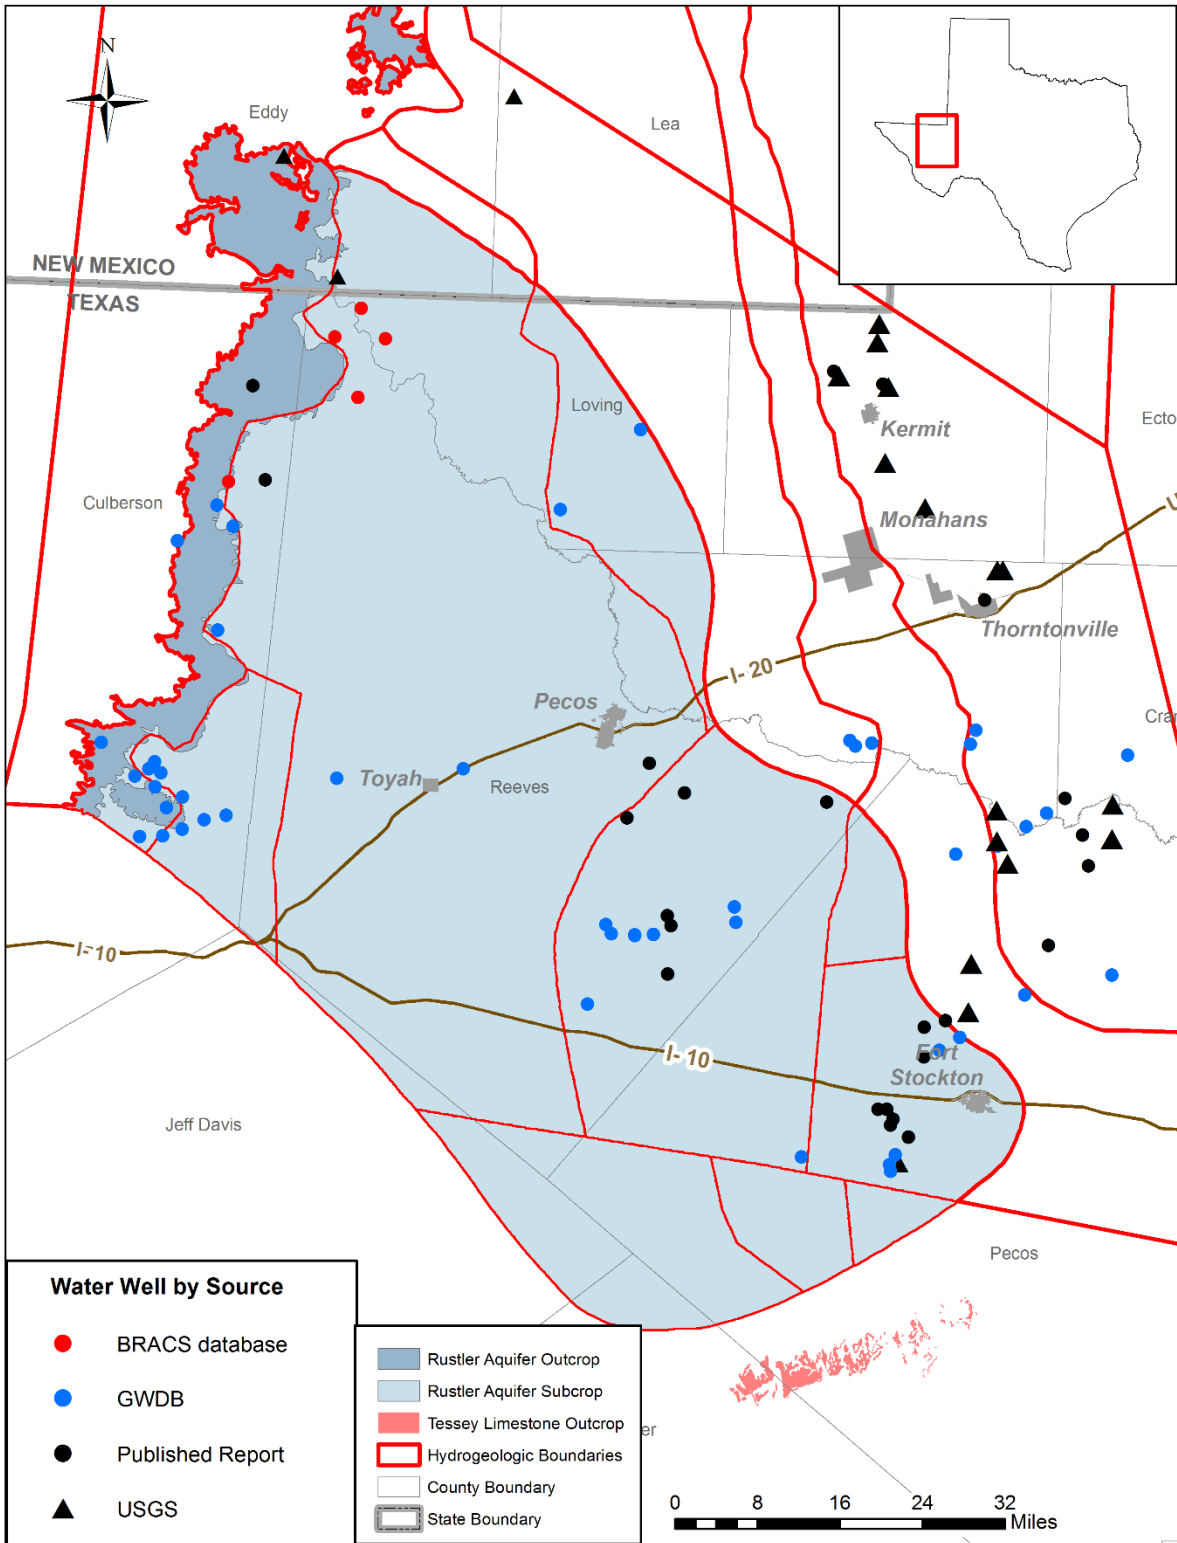 N
Eddy
Lea
NEW MEXICO
TEXAS
Loving
Kermit
Ecto
Culberson
Monahans
Thorntonville
I- 20
Pecos
Cran
Toyah
Reeves
I- 10
I- 10
Fort
Stockton
Jeff Davis
Pecos
er
Water Well by Source
BRACS database
GWDB
Published Report
USGS
Rustler Aquifer Outcrop
Rustler Aquifer Subcrop
Tessey Limestone Outcrop
Hydrogeologic Boundaries
County Boundary
State Boundary
0 8 16 24 32
Miles